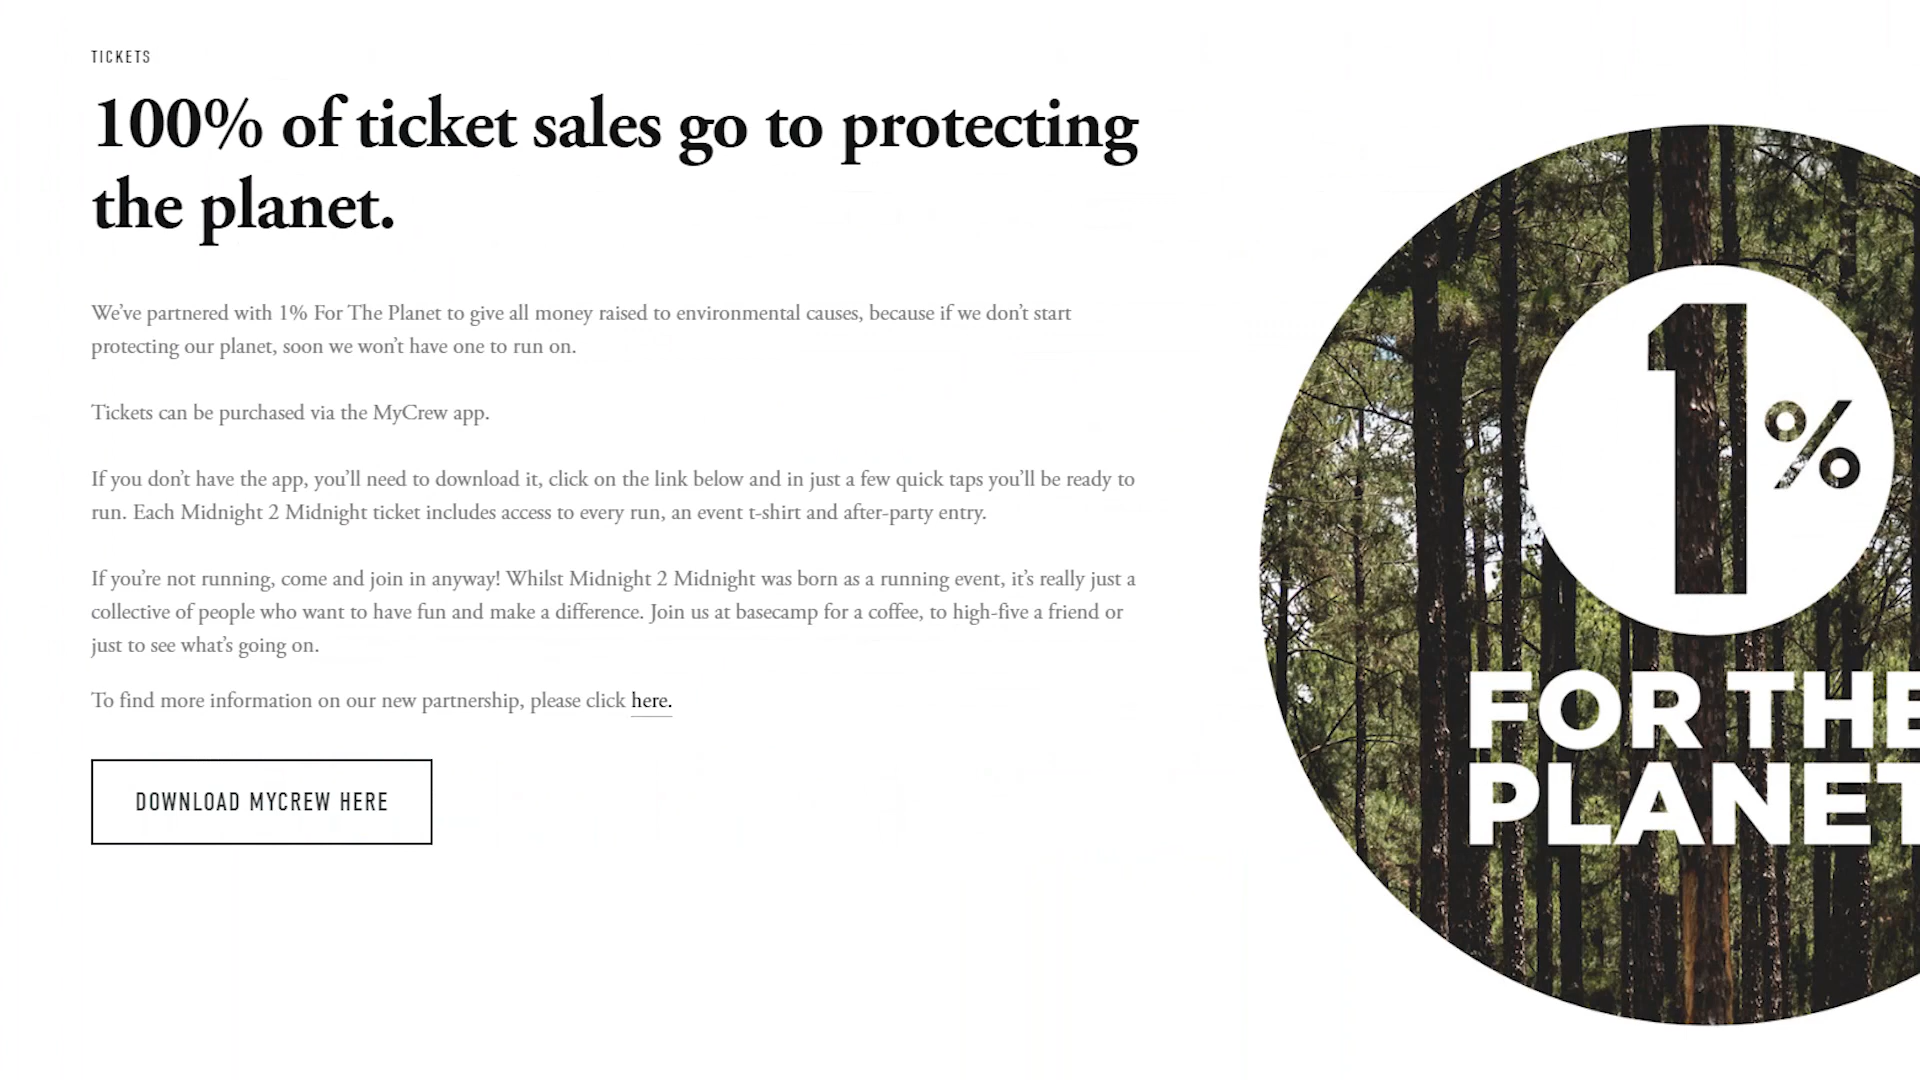 TICKETS
100% of ticket sales go to protecting
the planet.
We’ve partnered with 1% For The Planet to give all money raised to environmental causes, because if we don’t start
protecting our planet, soon we won’t have one to run on.
Tickets can be purchased via the MyCrew app.
If you don’t have the app, you’ll need to download it, click on the link below and in just a few quick taps you’ll be ready to
run. Each Midnight 2 Midnight ticket includes access to every run, an event t-shirt and after-party entry.
If you’re not running, come and join in anyway! Whilst Midnight 2 Midnight was born as a running event, it’s really just a
collective of people who want to have fun and make a difference. Join us at basecamp for a coffee, to high-five a friend or
just to see what’s going on.
To find more information on our new partnership, please click here.
DOWNLOAD MYCREW HERE
1%
FOR THE
PLANET